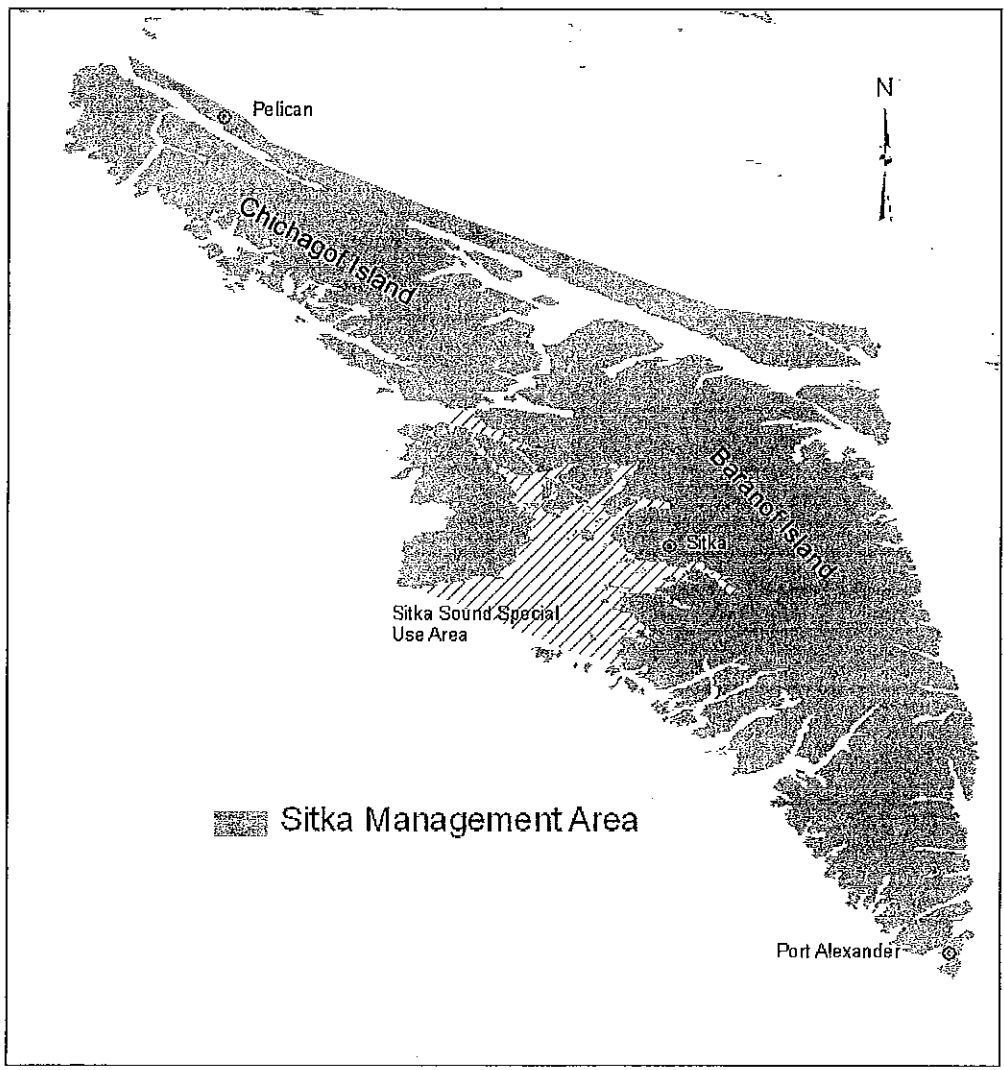 N
Pelican
Chichagof Island
Baranof Island
Sitka
Sitka Sound Special
Use Area
Sitka Management Area
Port Alexander